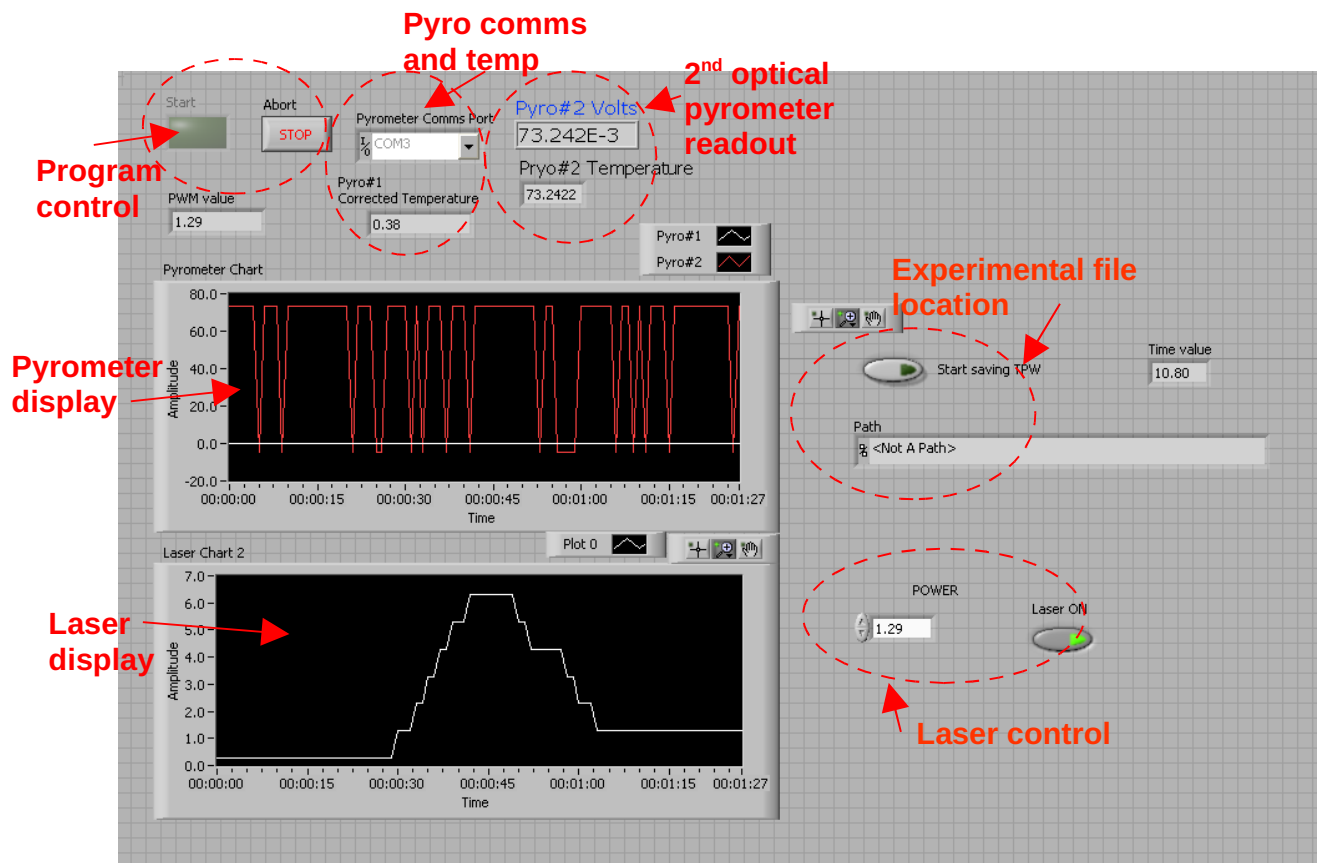 Pyro comms
and temp
2nd optical
pyrometer
readout
Program
control
Start
Abort
STOP
Pyrometer Comms Port
I/O COM3
Pyro#1
Corrected Temperature
0.38
Pyro#2 Volts
73.242E-3
Pryo#2 Temperature
73.2422
PWM value
1.29
Pyro#1
Pyro#2
Pyrometer Chart
Pyrometer
display
Amplitude
80.0
60.0
40.0
20.0
0.0
-20.0
00:00:00 00:00:15 00:00:30 00:00:45 00:01:00 00:01:15 00:01:27
Time
Experimental file
location
Start saving TPW
Time value
10.80
Path
<Not A Path>
Laser Chart 2
Plot 0
Laser
display
Amplitude
7.0
6.0
5.0
4.0
3.0
2.0
1.0
0.0
00:00:00 00:00:15 00:00:30 00:00:45 00:01:00 00:01:15 00:01:27
Time
POWER
1.29
Laser ON
Laser control